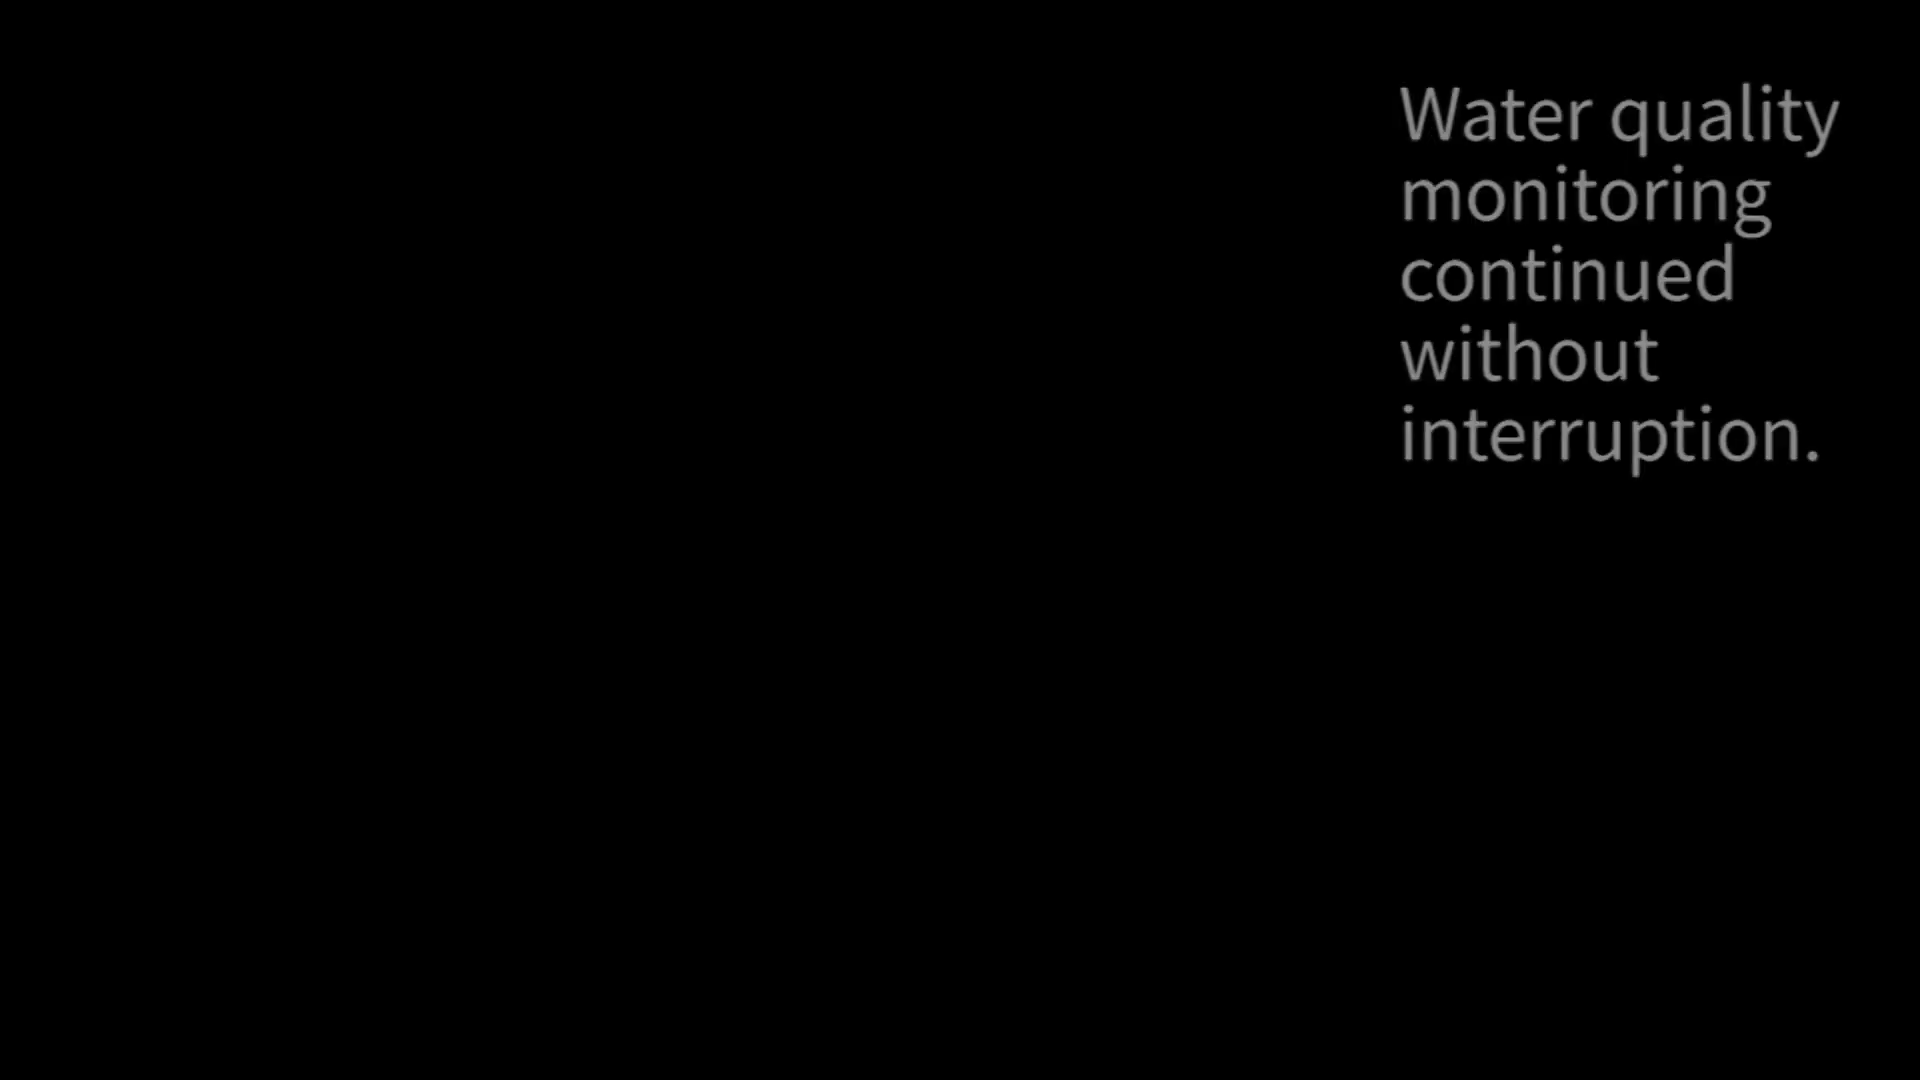 Water quality
monitoring
continued
without
interruption.